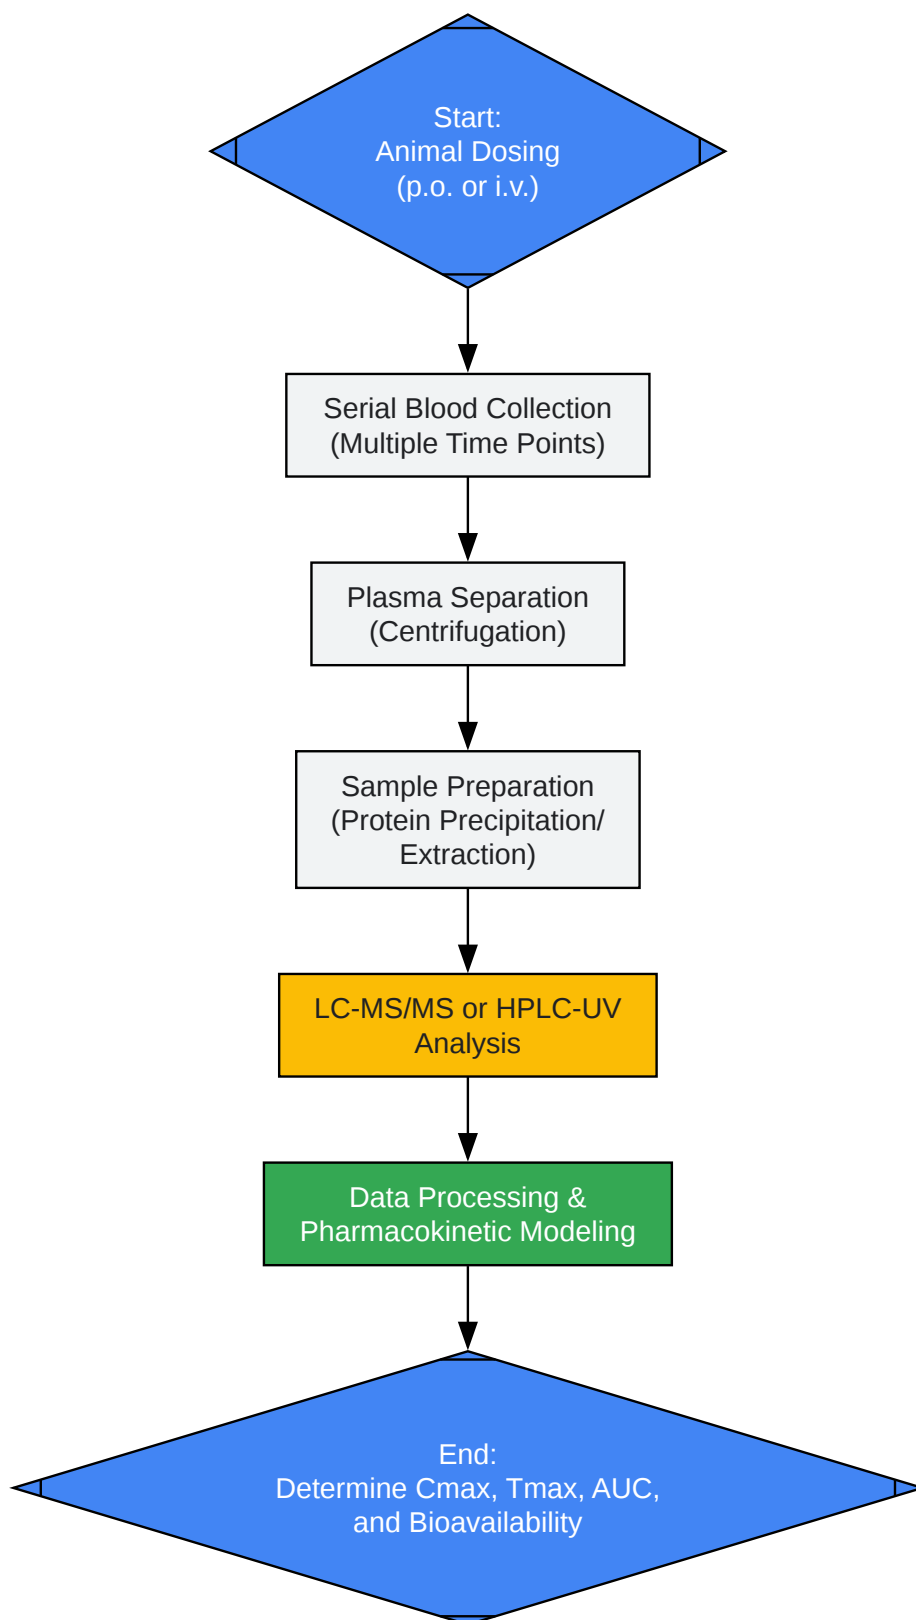 Start:
Animal Dosing
(p.o. or i.v.)
Serial Blood Collection
(Multiple Time Points)
Plasma Separation
(Centrifugation)
Sample Preparation
(Protein Precipitation/
Extraction)
LC-MS/MS or HPLC-UV
Analysis
Data Processing &
Pharmacokinetic Modeling
End:
Determine Cmax, Tmax, AUC,
and Bioavailability